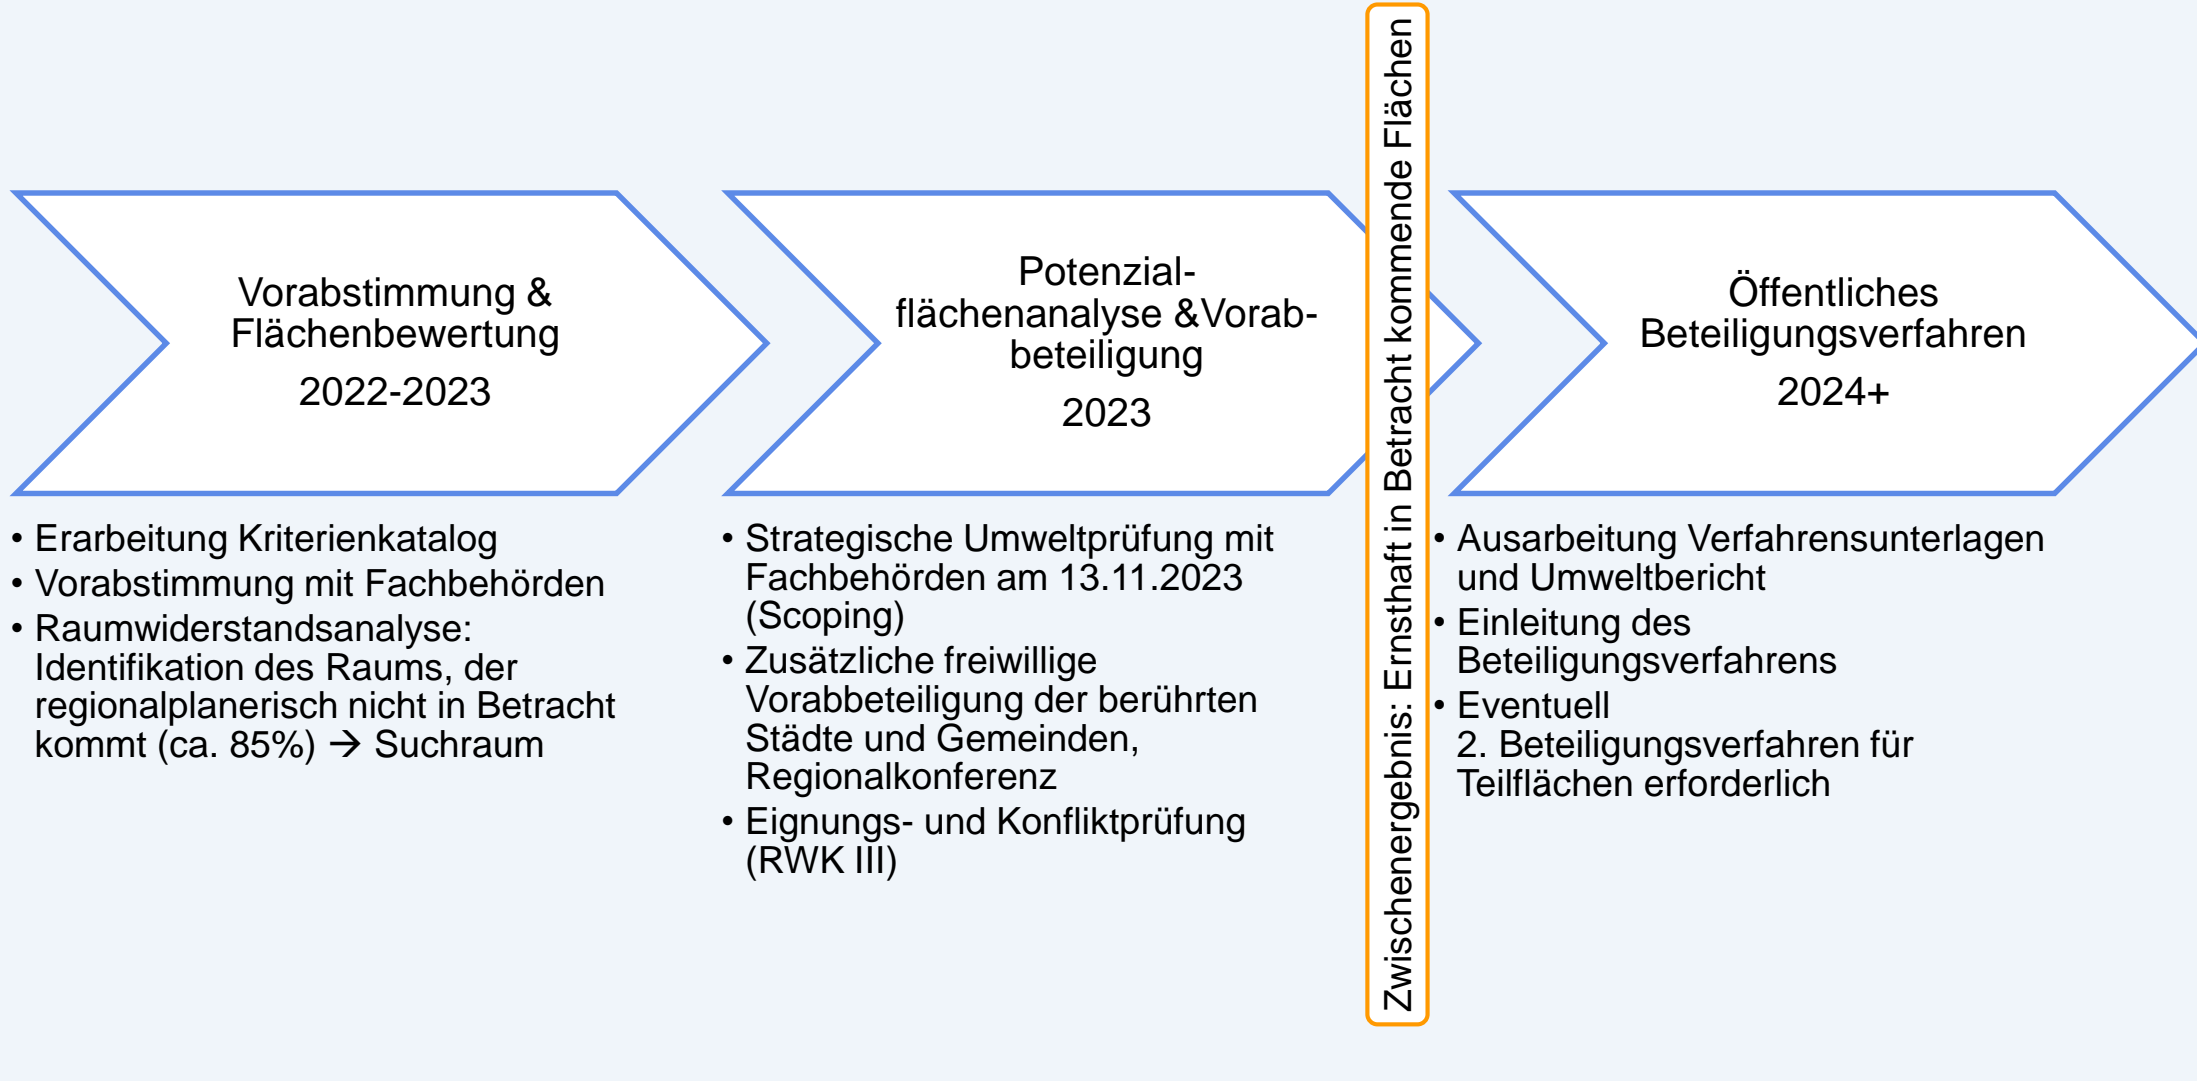 Vorabstimmung &
Flächenbewertung
2022-2023
• Erarbeitung Kriterienkatalog
• Vorabstimmung mit Fachbehörden
• Raumwiderstandsanalyse:
Identifikation des Raums, der
regionalplanerisch nicht in Betracht
kommt (ca. 85%) → Suchraum
Potenzial-
flächenanalyse &Vorab-
beteiligung
2023
• Strategische Umweltprüfung mit
Fachbehörden am 13.11.2023
(Scoping)
• Zusätzliche freiwillige
Vorabbeteiligung der berührten
Städte und Gemeinden,
Regionalkonferenz
• Eignungs- und Konfliktprüfung
(RWK III)
Zwischenergebnis: Ernsthaft in Betracht kommende Flächen
Öffentliches
Beteiligungsverfahren
2024+
• Ausarbeitung Verfahrensunterlagen
und Umweltbericht
• Einleitung des
Beteiligungsverfahrens
• Eventuell
2. Beteiligungsverfahren für
Teilflächen erforderlich